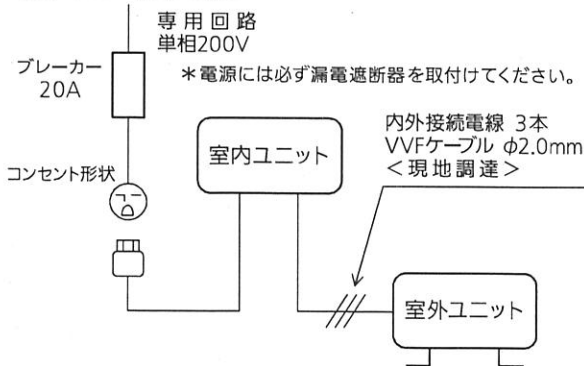 専用回路
単相200V
ブレーカー
20A
*電源には必ず漏電遮断器を取付けてください。
内外接続電線 3本
VVFケーブル φ2.0mm
<現地調達>
室内ユニット
コンセント形状
室外ユニット